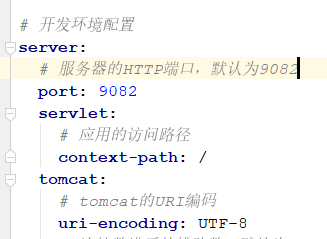 # 开发环境配置
server:
# 服务器的HTTP端口，默认为9082
port: 9082
servlet:
# 应用的访问路径
context-path: /
tomcat:
# tomcat的URI编码
uri-encoding: UTF-8